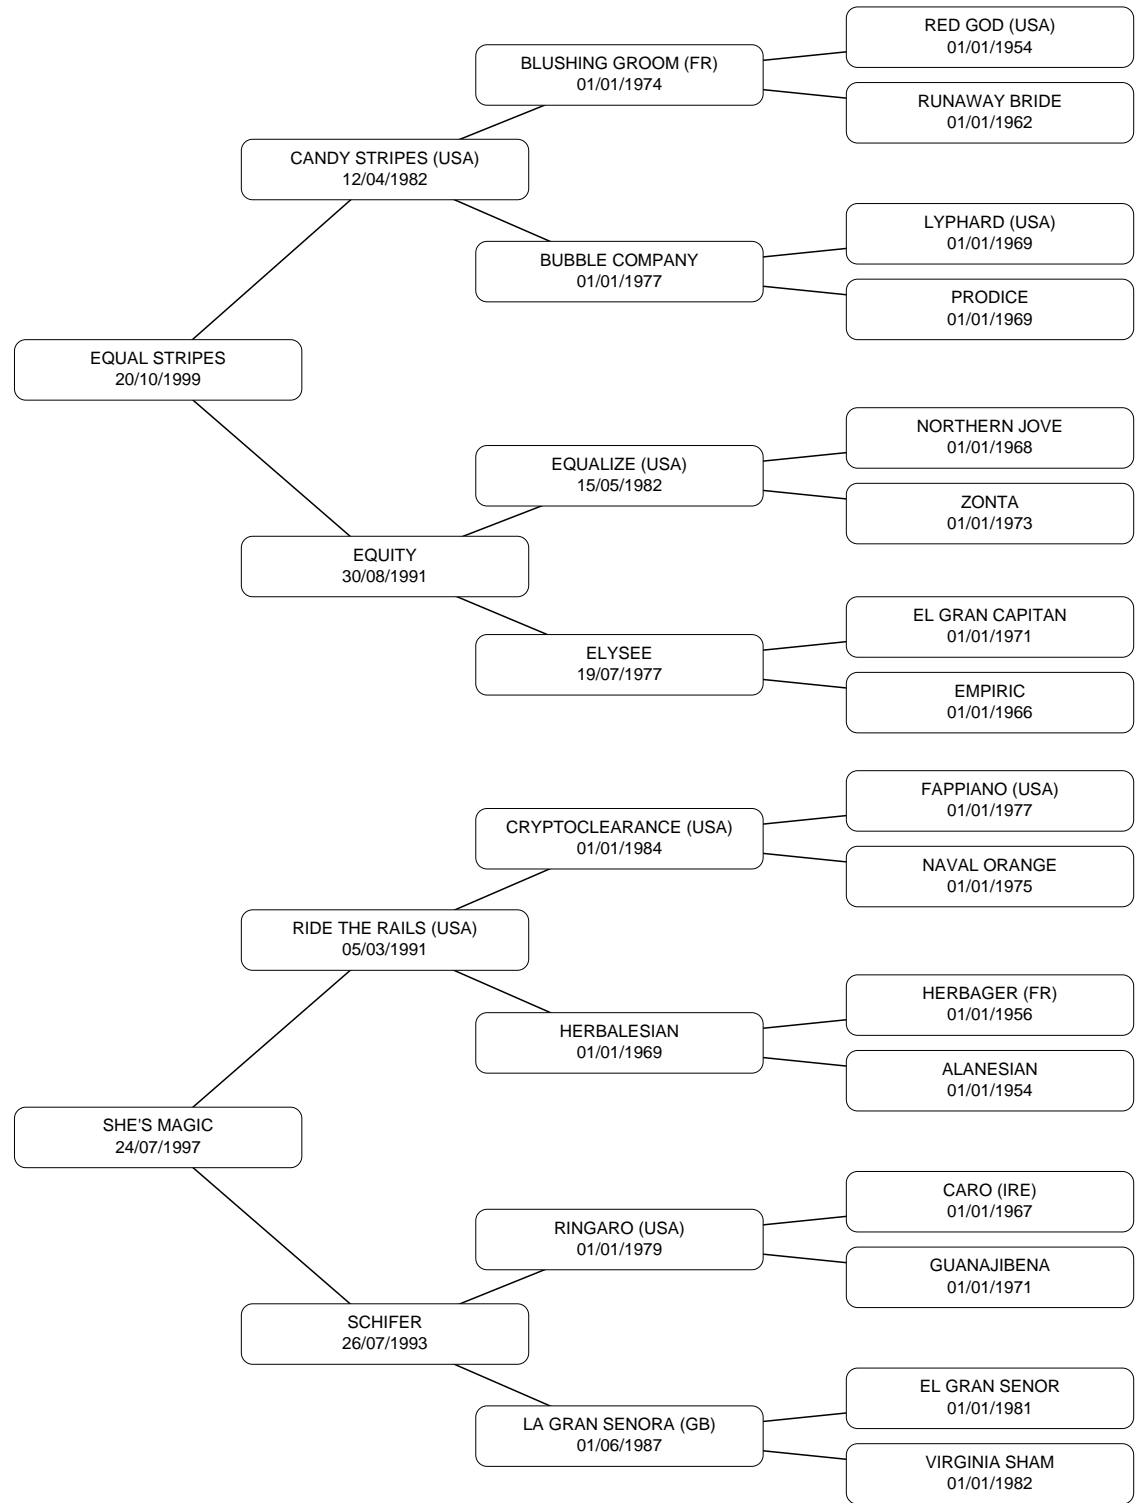 RED GOD (USA)
01/01/1954
BLUSHING GROOM (FR)
01/01/1974
RUNAWAY BRIDE
01/01/1962
CANDY STRIPES (USA)
12/04/1982
LYPHARD (USA)
01/01/1969
BUBBLE COMPANY
01/01/1977
PRODICE
01/01/1969
EQUAL STRIPES
20/10/1999
NORTHERN JOVE
01/01/1968
EQUALIZE (USA)
15/05/1982
ZONTA
01/01/1973
EQUITY
30/08/1991
EL GRAN CAPITAN
01/01/1971
ELYSEE
19/07/1977
EMPIRIC
01/01/1966
FAPPIANO (USA)
01/01/1977
CRYPTOCLEARANCE (USA)
01/01/1984
NAVAL ORANGE
01/01/1975
RIDE THE RAILS (USA)
05/03/1991
HERBAGER (FR)
01/01/1956
HERBALESIAN
01/01/1969
ALANESIAN
01/01/1954
SHE'S MAGIC
24/07/1997
CARO (IRE)
01/01/1967
RINGARO (USA)
01/01/1979
GUANAJIBENA
01/01/1971
SCHIFER
26/07/1993
EL GRAN SENOR
01/01/1981
LA GRAN SENORA (GB)
01/06/1987
VIRGINIA SHAM
01/01/1982